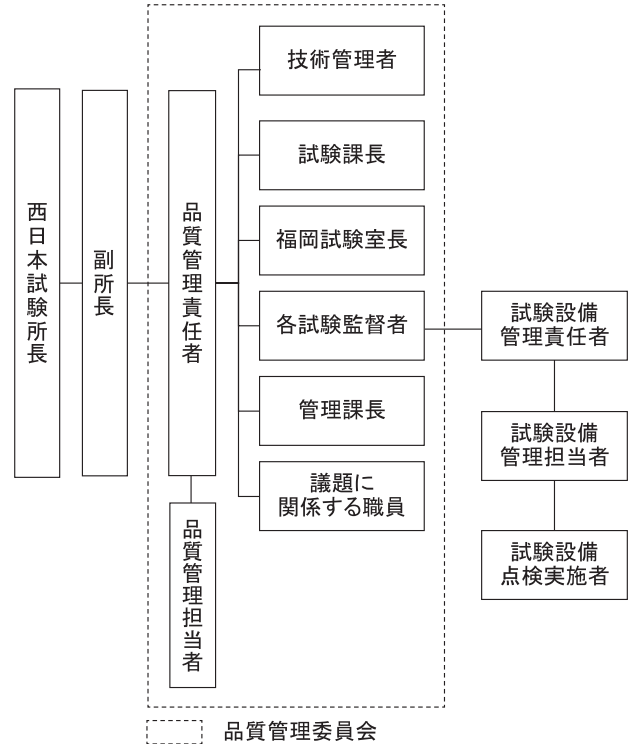 西日本試験所長
副所長
品質管理責任者
品質管理担当者
技術管理者
試験課長
福岡試験室長
各試験監督者
管理課長
議題に
関係する職員
試験設備
管理責任者
試験設備
管理担当者
試験設備
点検実施者
品質管理委員会